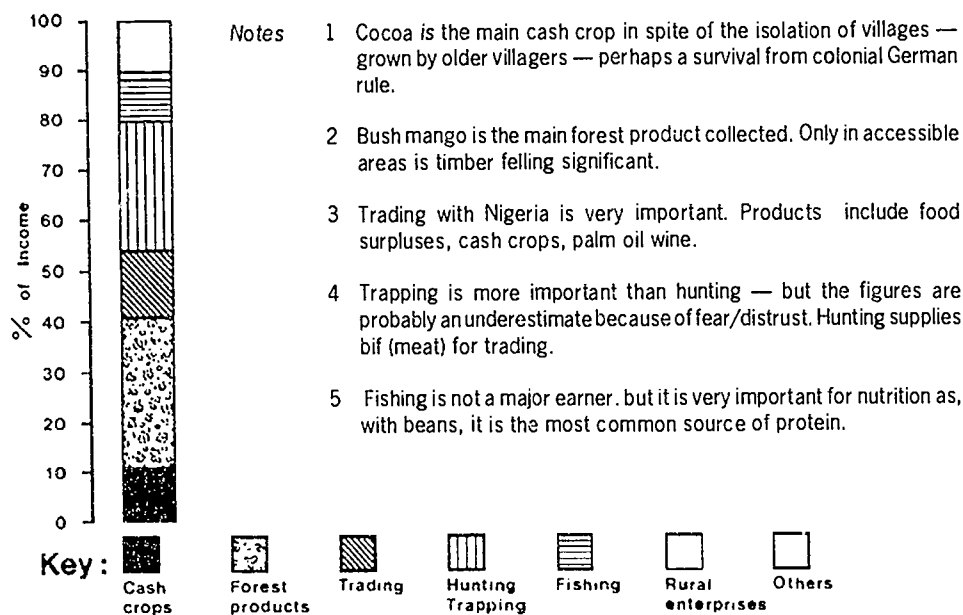 100
90
80
70
60
50
40
30
20
10
0
% of Income
Notes
1 Cocoa is the main cash crop in spite of the isolation of villages —
grown by older villagers — perhaps a survival from colonial German
rule.
2 Bush mango is the main forest product collected. Only in accessible
areas is timber felling significant.
3 Trading with Nigeria is very important. Products include food
surpluses, cash crops, palm oil wine.
4 Trapping is more important than hunting — but the figures are
probably an underestimate because of fear/distrust. Hunting supplies
bif (meat) for trading.
5 Fishing is not a major earner. but it is very important for nutrition as,
with beans, it is the most common source of protein.
Key:
Cash
crops
Forest
products
Trading
Hunting
Trapping
Fishing
Rural
enterprises
Others